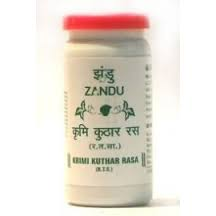 झंडु
ZANDU
कृमि कुठार रस
(र.त.सा.)
KRIMI KUTHAR RASA
(R.T.S.)